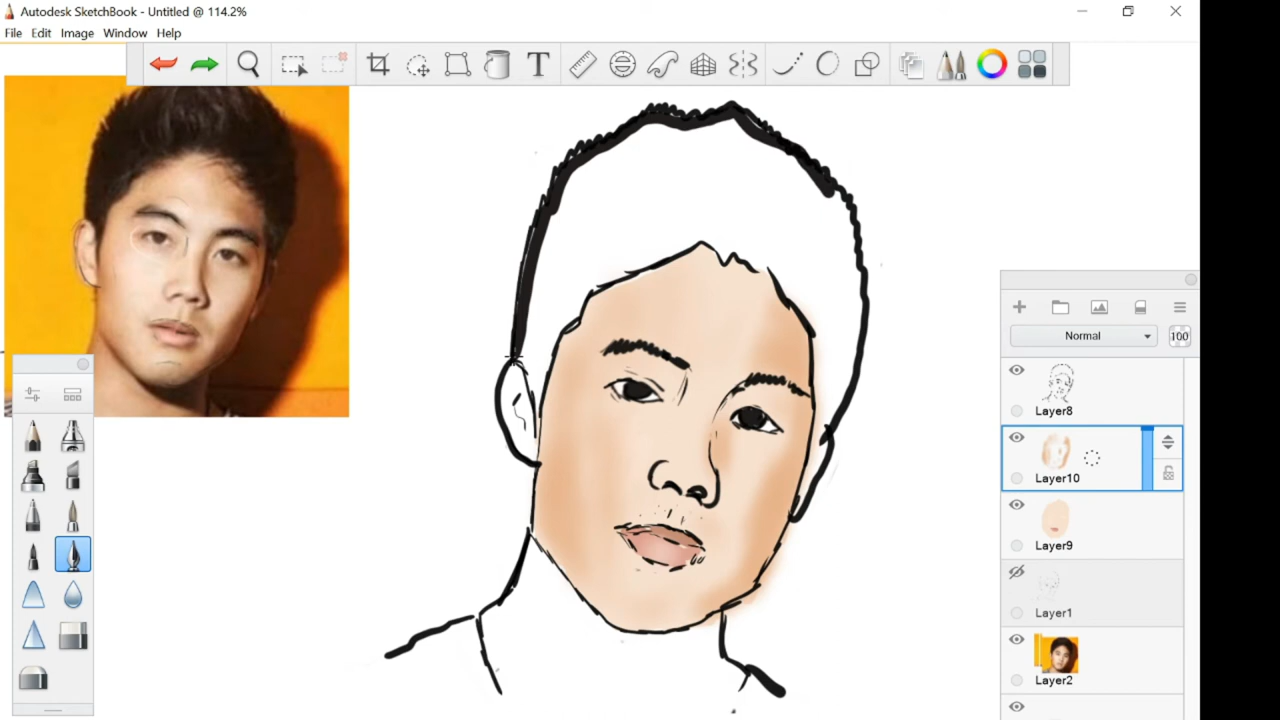 Autodesk SketchBook - Untitled @ 114.2%
File Edit Image Window Help
T
Normal
100
Layer8
Layer10
Layer9
Layer1
Layer2